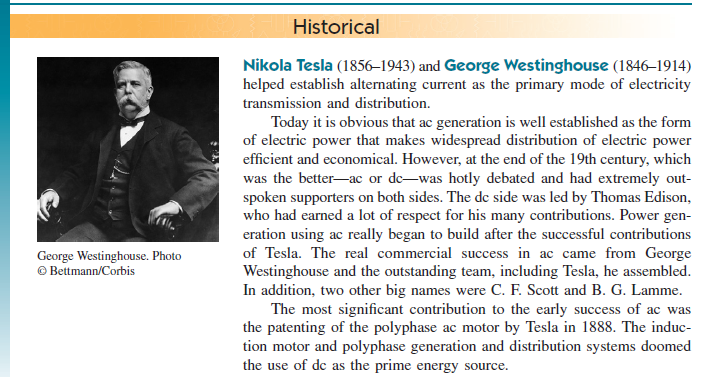 Historical
Nikola Tesla (1856–1943) and George Westinghouse (1846–1914)
helped establish alternating current as the primary mode of electricity
transmission and distribution.
Today it is obvious that ac generation is well established as the form
of electric power that makes widespread distribution of electric power
efficient and economical. However, at the end of the 19th century, which
was the better—ac or dc—was hotly debated and had extremely out-
spoken supporters on both sides. The dc side was led by Thomas Edison,
who had earned a lot of respect for his many contributions. Power gen-
eration using ac really began to build after the successful contributions
of Tesla. The real commercial success in ac came from George
Westinghouse and the outstanding team, including Tesla, he assembled.
In addition, two other big names were C. F. Scott and B. G. Lamme.
The most significant contribution to the early success of ac was
the patenting of the polyphase ac motor by Tesla in 1888. The induc-
tion motor and polyphase generation and distribution systems doomed
the use of dc as the prime energy source.
George Westinghouse. Photo
© Bettmann/Corbis